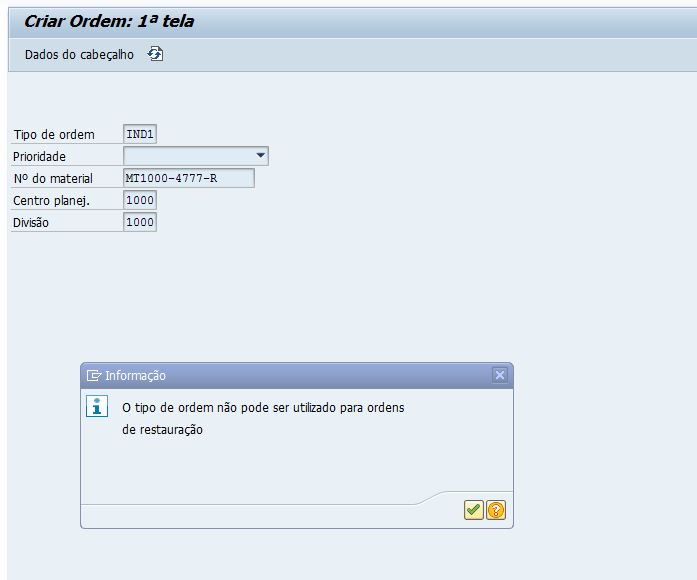 Criar Ordem: 1ª tela
Dados do cabeçalho
Tipo de ordem IND1
Prioridade
Nº do material MT1000-4777-R
Centro planej. 1000
Divisão 1000
Informação
O tipo de ordem não pode ser utilizado para ordens
de restauração